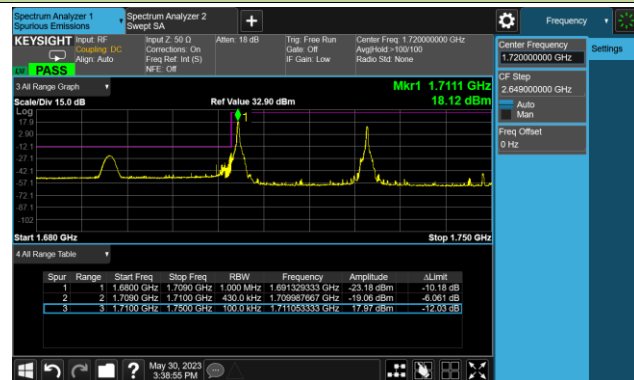 Spectrum Analyzer 1
Spurious Emissions
Spectrum Analyzer 2
Swept SA
Frequency
KEYSIGHT
Input: RF
Coupling: DC
Align: Auto
Input Z: 50 Ω
Corrections: On
Freq Ref: Int (S)
NFE: Off
Atten: 18 dB
Trig: Free Run
Gate: Off
IF Gain: Low
Center Freq: 1.720000000 GHz
Avg|Hold:>100/100
Radio Std: None
PASS
Center Frequency
1.720000000 GHz
Settings
CF Step
2.649000000 GHz
Auto
Man
Freq Offset
0 Hz
3 All Range Graph
Mkr1 1.7111 GHz
Scale/Div 15.0 dB
Ref Value 32.90 dBm
18.12 dBm
Log
1
17.9
2.90
-12.1
-27.1
-42.1
-57.1
-72.1
-87.1
-102
Start 1.680 GHz
Stop 1.750 GHz
4 All Range Table
Spur Range Start Freq Stop Freq RBW Frequency Amplitude ΔLimit
1 1 1.6800 GHz 1.7090 GHz 1.000 MHz 1.691329333 GHz -23.18 dBm -10.18 dB
2 2 1.7090 GHz 1.7100 GHz 430.0 kHz 1.709987667 GHz -19.06 dBm -6.061 dB
3 3 1.7100 GHz 1.7500 GHz 100.0 kHz 1.711053333 GHz 17.97 dBm -12.03 dB
?
May 30, 2023
3:38:55 PM